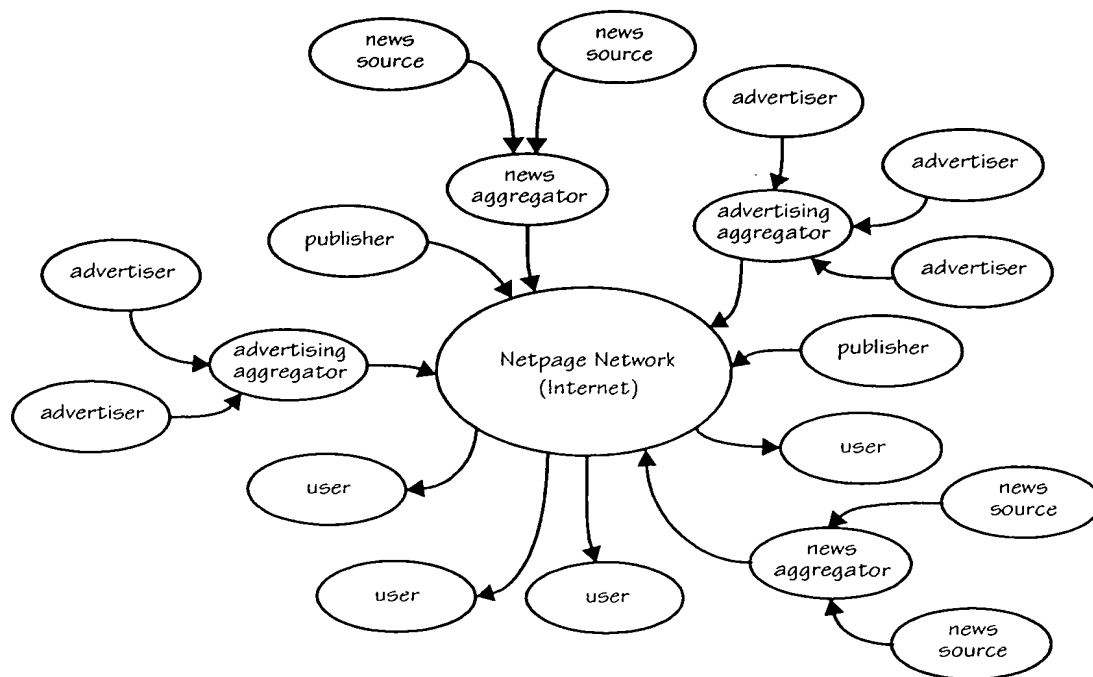 news
source
news
source
advertiser
advertiser
news
aggregator
advertising
aggregator
publisher
advertiser
advertiser
advertising
aggregator
Netpage Network
(Internet)
publisher
advertiser
user
user
news
source
news
aggregator
user
user
news
source